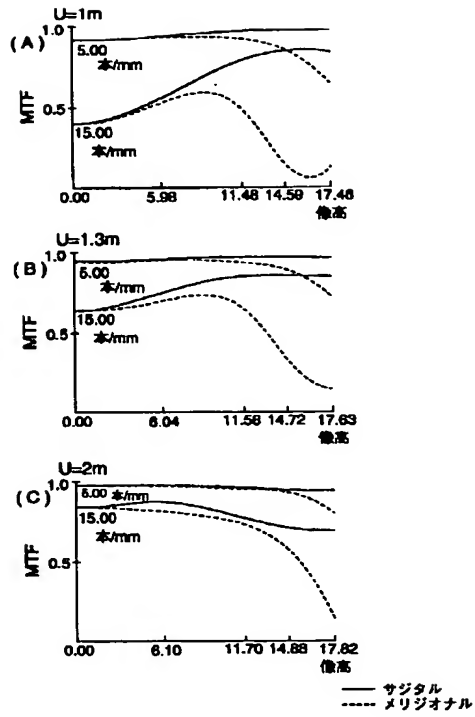 U=1m
(A)
1.0
5.00
本/mm
MTF
0.5
15.00
本/mm
0.00 5.98 11.48 14.59 17.48
像高
U=1.3m
(B)
1.0
5.00
本/mm
MTF
0.5
15.00
本/mm
0.00 6.04 11.58 14.72 17.63
像高
U=2m
(C)
1.0
5.00 本/mm
15.00
本/mm
MTF
0.5
0.00 6.10 11.70 14.88 17.82
像高
サジタル
メリジオナル